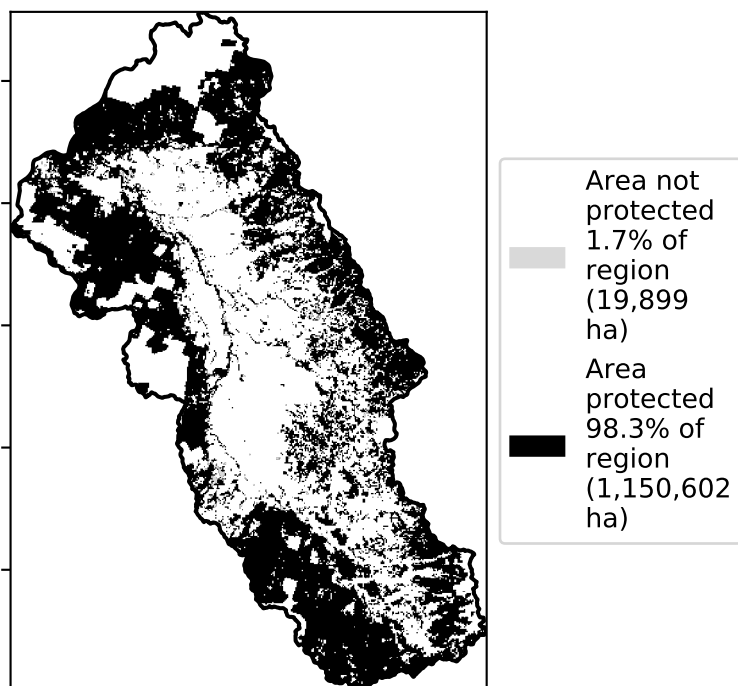 Area not
protected
1.7% of
region
(19,899
ha)
Area
protected
98.3% of
region
(1,150,602
ha)